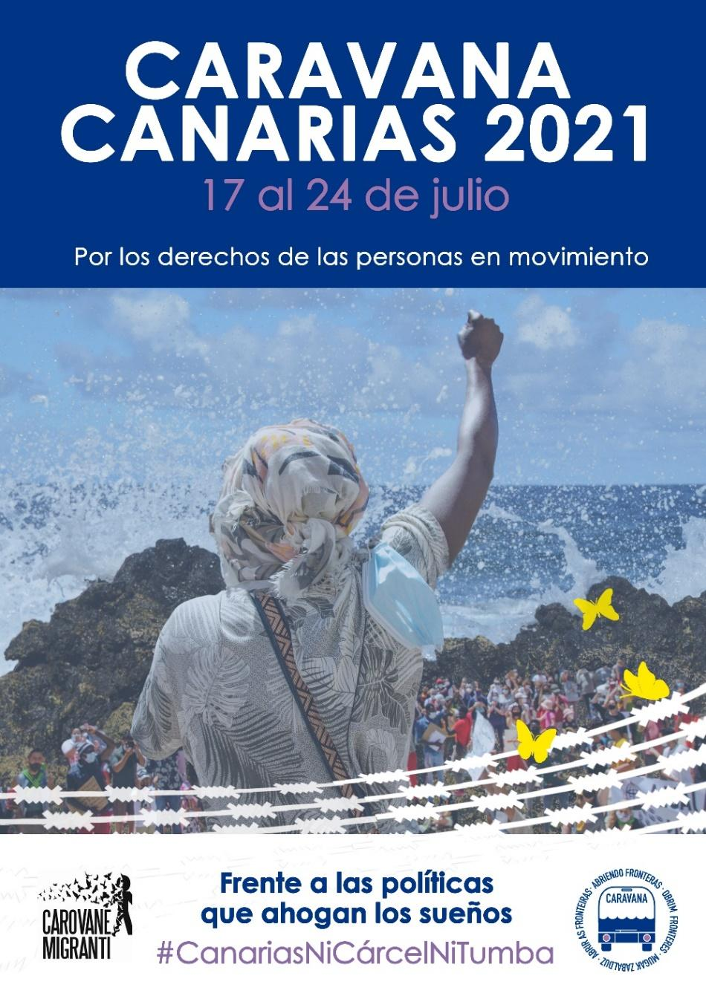 CARAVANA
CANARIAS 2021
17 al 24 de julio
Por los derechos de las personas en movimiento
Frente a las políticas
que ahogan los sueños
#CanariasNiCárcelNiTumba
CAROVANE
MIGRANTI
ABRIENDO FRONTERAS · OBRIM FRONTERES · MUGAK ZABALDUZ · ABRIR AS FRONTEIRAS ·
CARAVANA